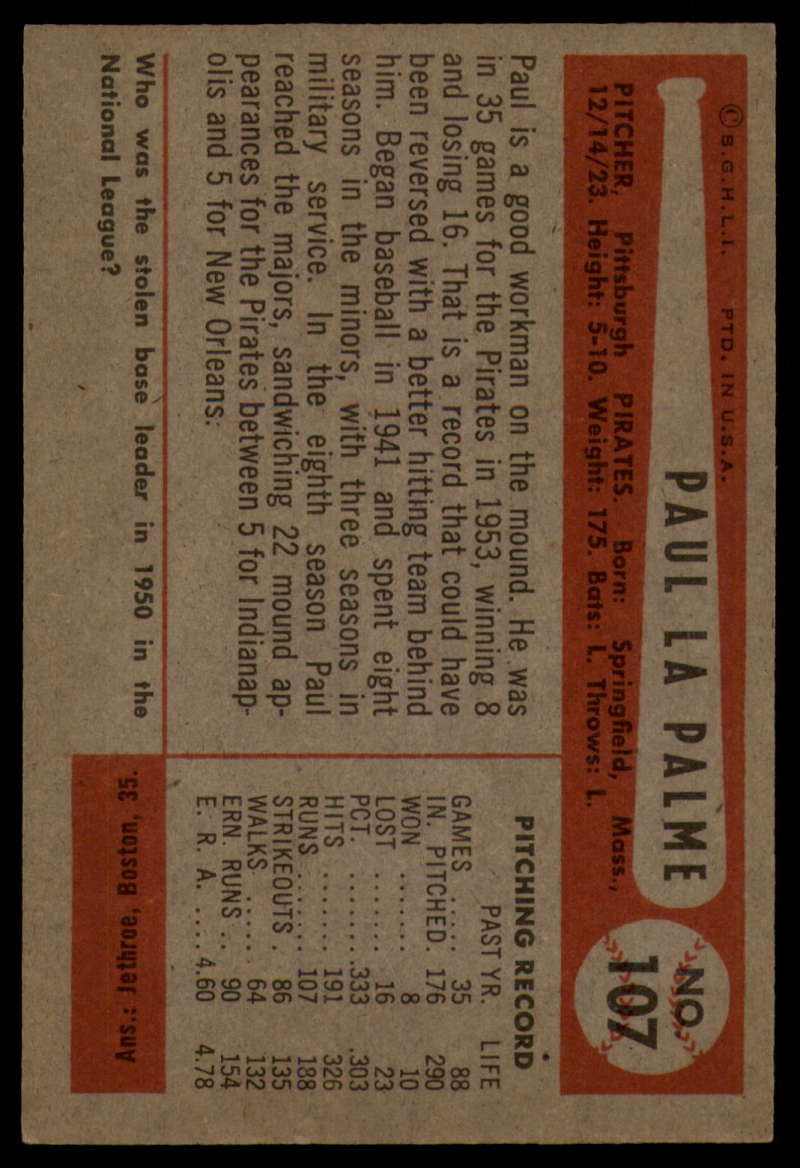 © B.G.H.L.I. PTD. IN U.S.A.
PAUL LA PALME
NO.
107
PITCHER, Pittsburgh PIRATES. Born: Springfield, Mass.,
12/14/23. Height: 5-10. Weight: 175. Bats: L. Throws: L.
Paul is a good workman on the mound. He was
in 35 games for the Pirates in 1953, winning 8
and losing 16. That is a record that could have
been reversed with a better hitting team behind
him. Began baseball in 1941 and spent eight
seasons in the minors, with three seasons in
military service. In the eighth season Paul
reached the majors, sandwiching 22 mound ap-
pearances for the Pirates between 5 for Indianap-
olis and 5 for New Orleans.
PITCHING RECORD
PAST YR. LIFE
GAMES ..... 35 88
IN. PITCHED. 176 290
WON ....... 8 10
LOST ....... 16 23
PCT. ....... .333 .303
HITS ....... 191 326
RUNS ....... 107 188
STRIKEOUTS . 86 135
WALKS ..... 64 132
ERN. RUNS .. 90 154
E. R. A. .... 4.60 4.78
Who was the stolen base leader in 1950 in the
National League?
Ans.: Jethroe, Boston, 35.